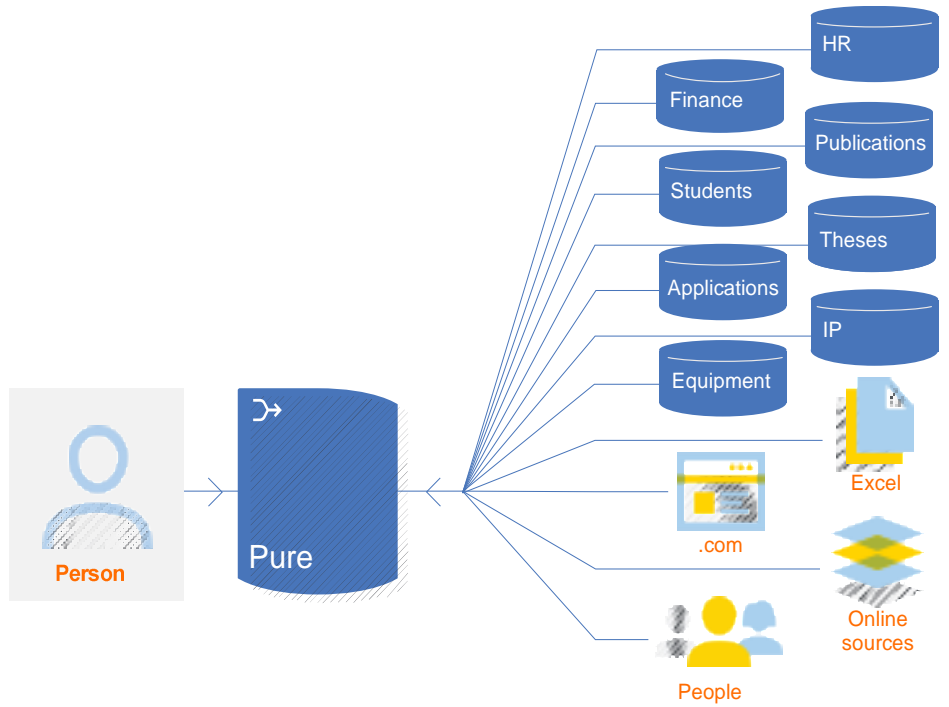 HR
Finance
Publications
Students
Theses
Applications
IP
Equipment
Excel
.com
Pure
Person
Online
sources
People